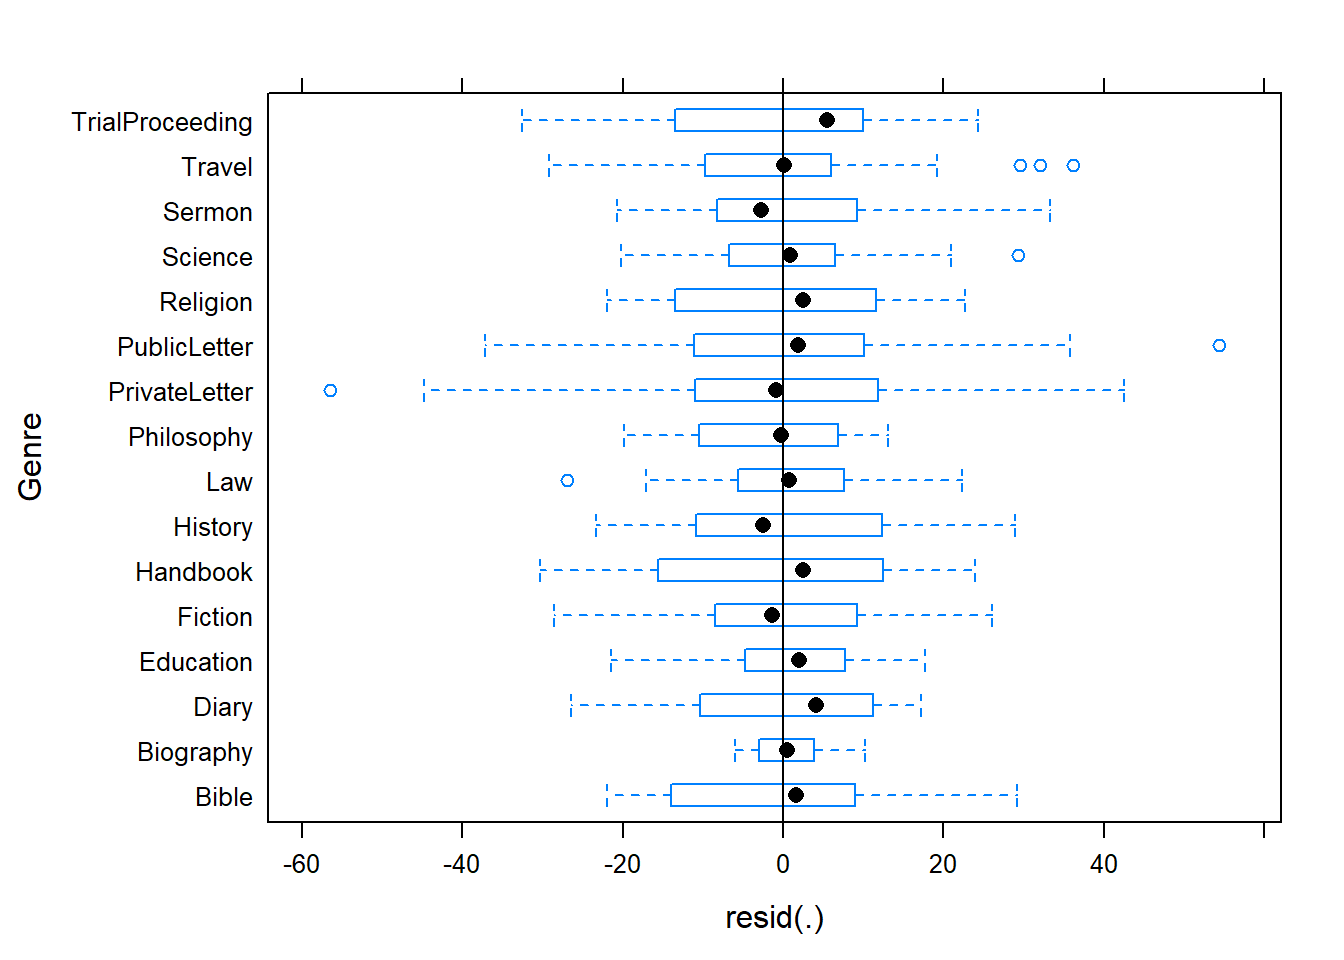 TrialProceeding
Travel
Sermon
Science
Religion
PublicLetter
PrivateLetter
Philosophy
Law
History
Handbook
Fiction
Education
Diary
Biography
Bible
Genre
-60 -40 -20 0 20 40
resid(.)